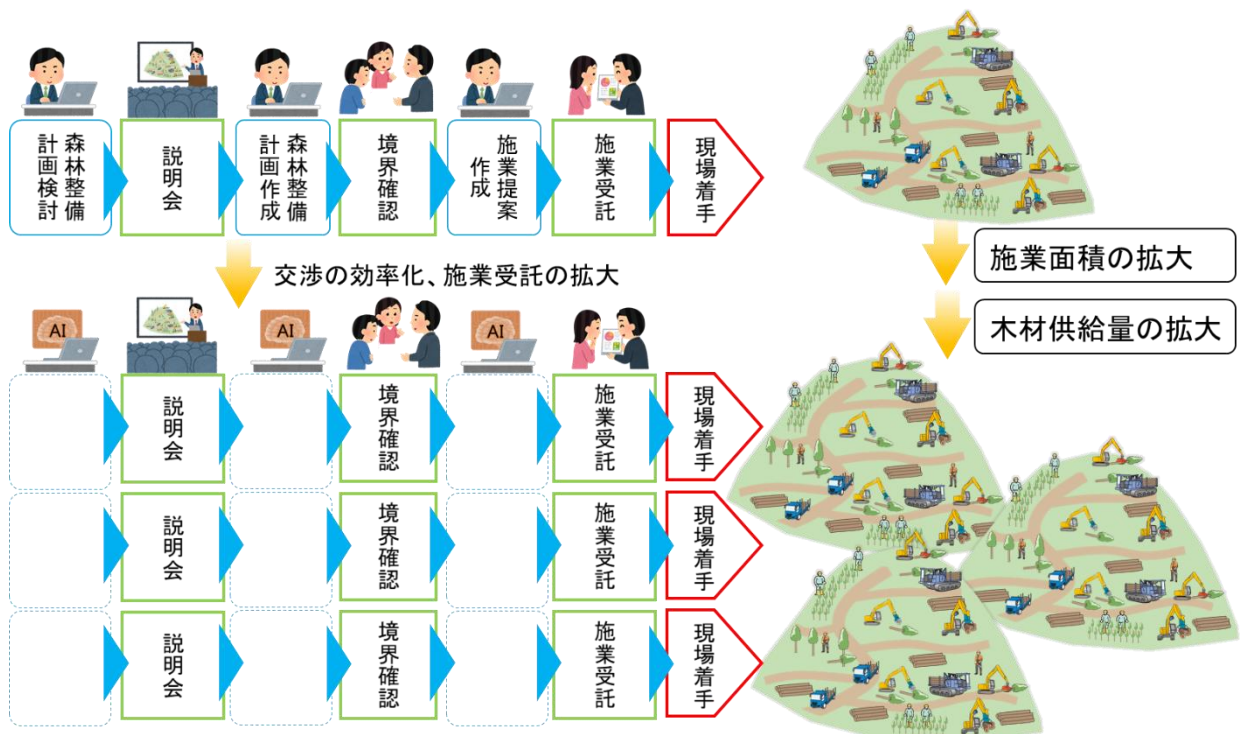 森林整備
計画検討
説明会
森林整備
計画作成
境界確認
施業提案
作成
施業受託
現場着手
施業面積の拡大
木材供給量の拡大
交渉の効率化、施業受託の拡大
AI
AI
AI
説明会
境界確認
施業受託
現場着手
説明会
境界確認
施業受託
現場着手
説明会
境界確認
施業受託
現場着手